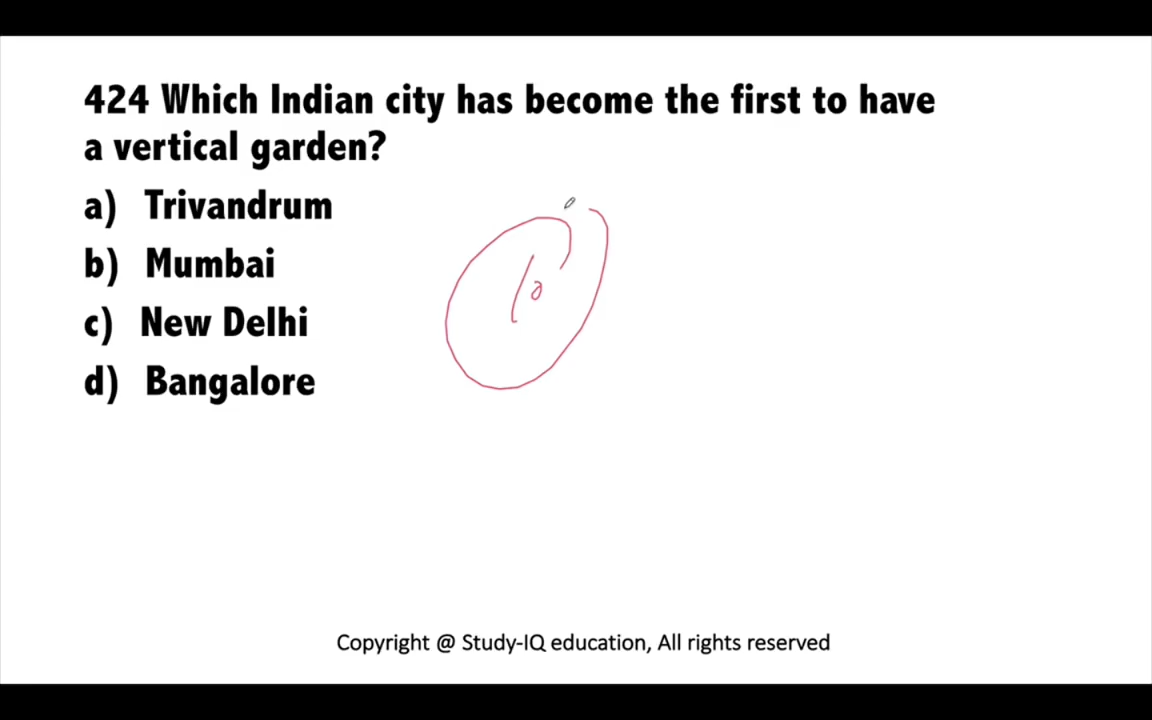 424 Which Indian city has become the first to have
a vertical garden?
a) Trivandrum
b) Mumbai
c) New Delhi
d) Bangalore
Copyright @ Study-IQ education, All rights reserved